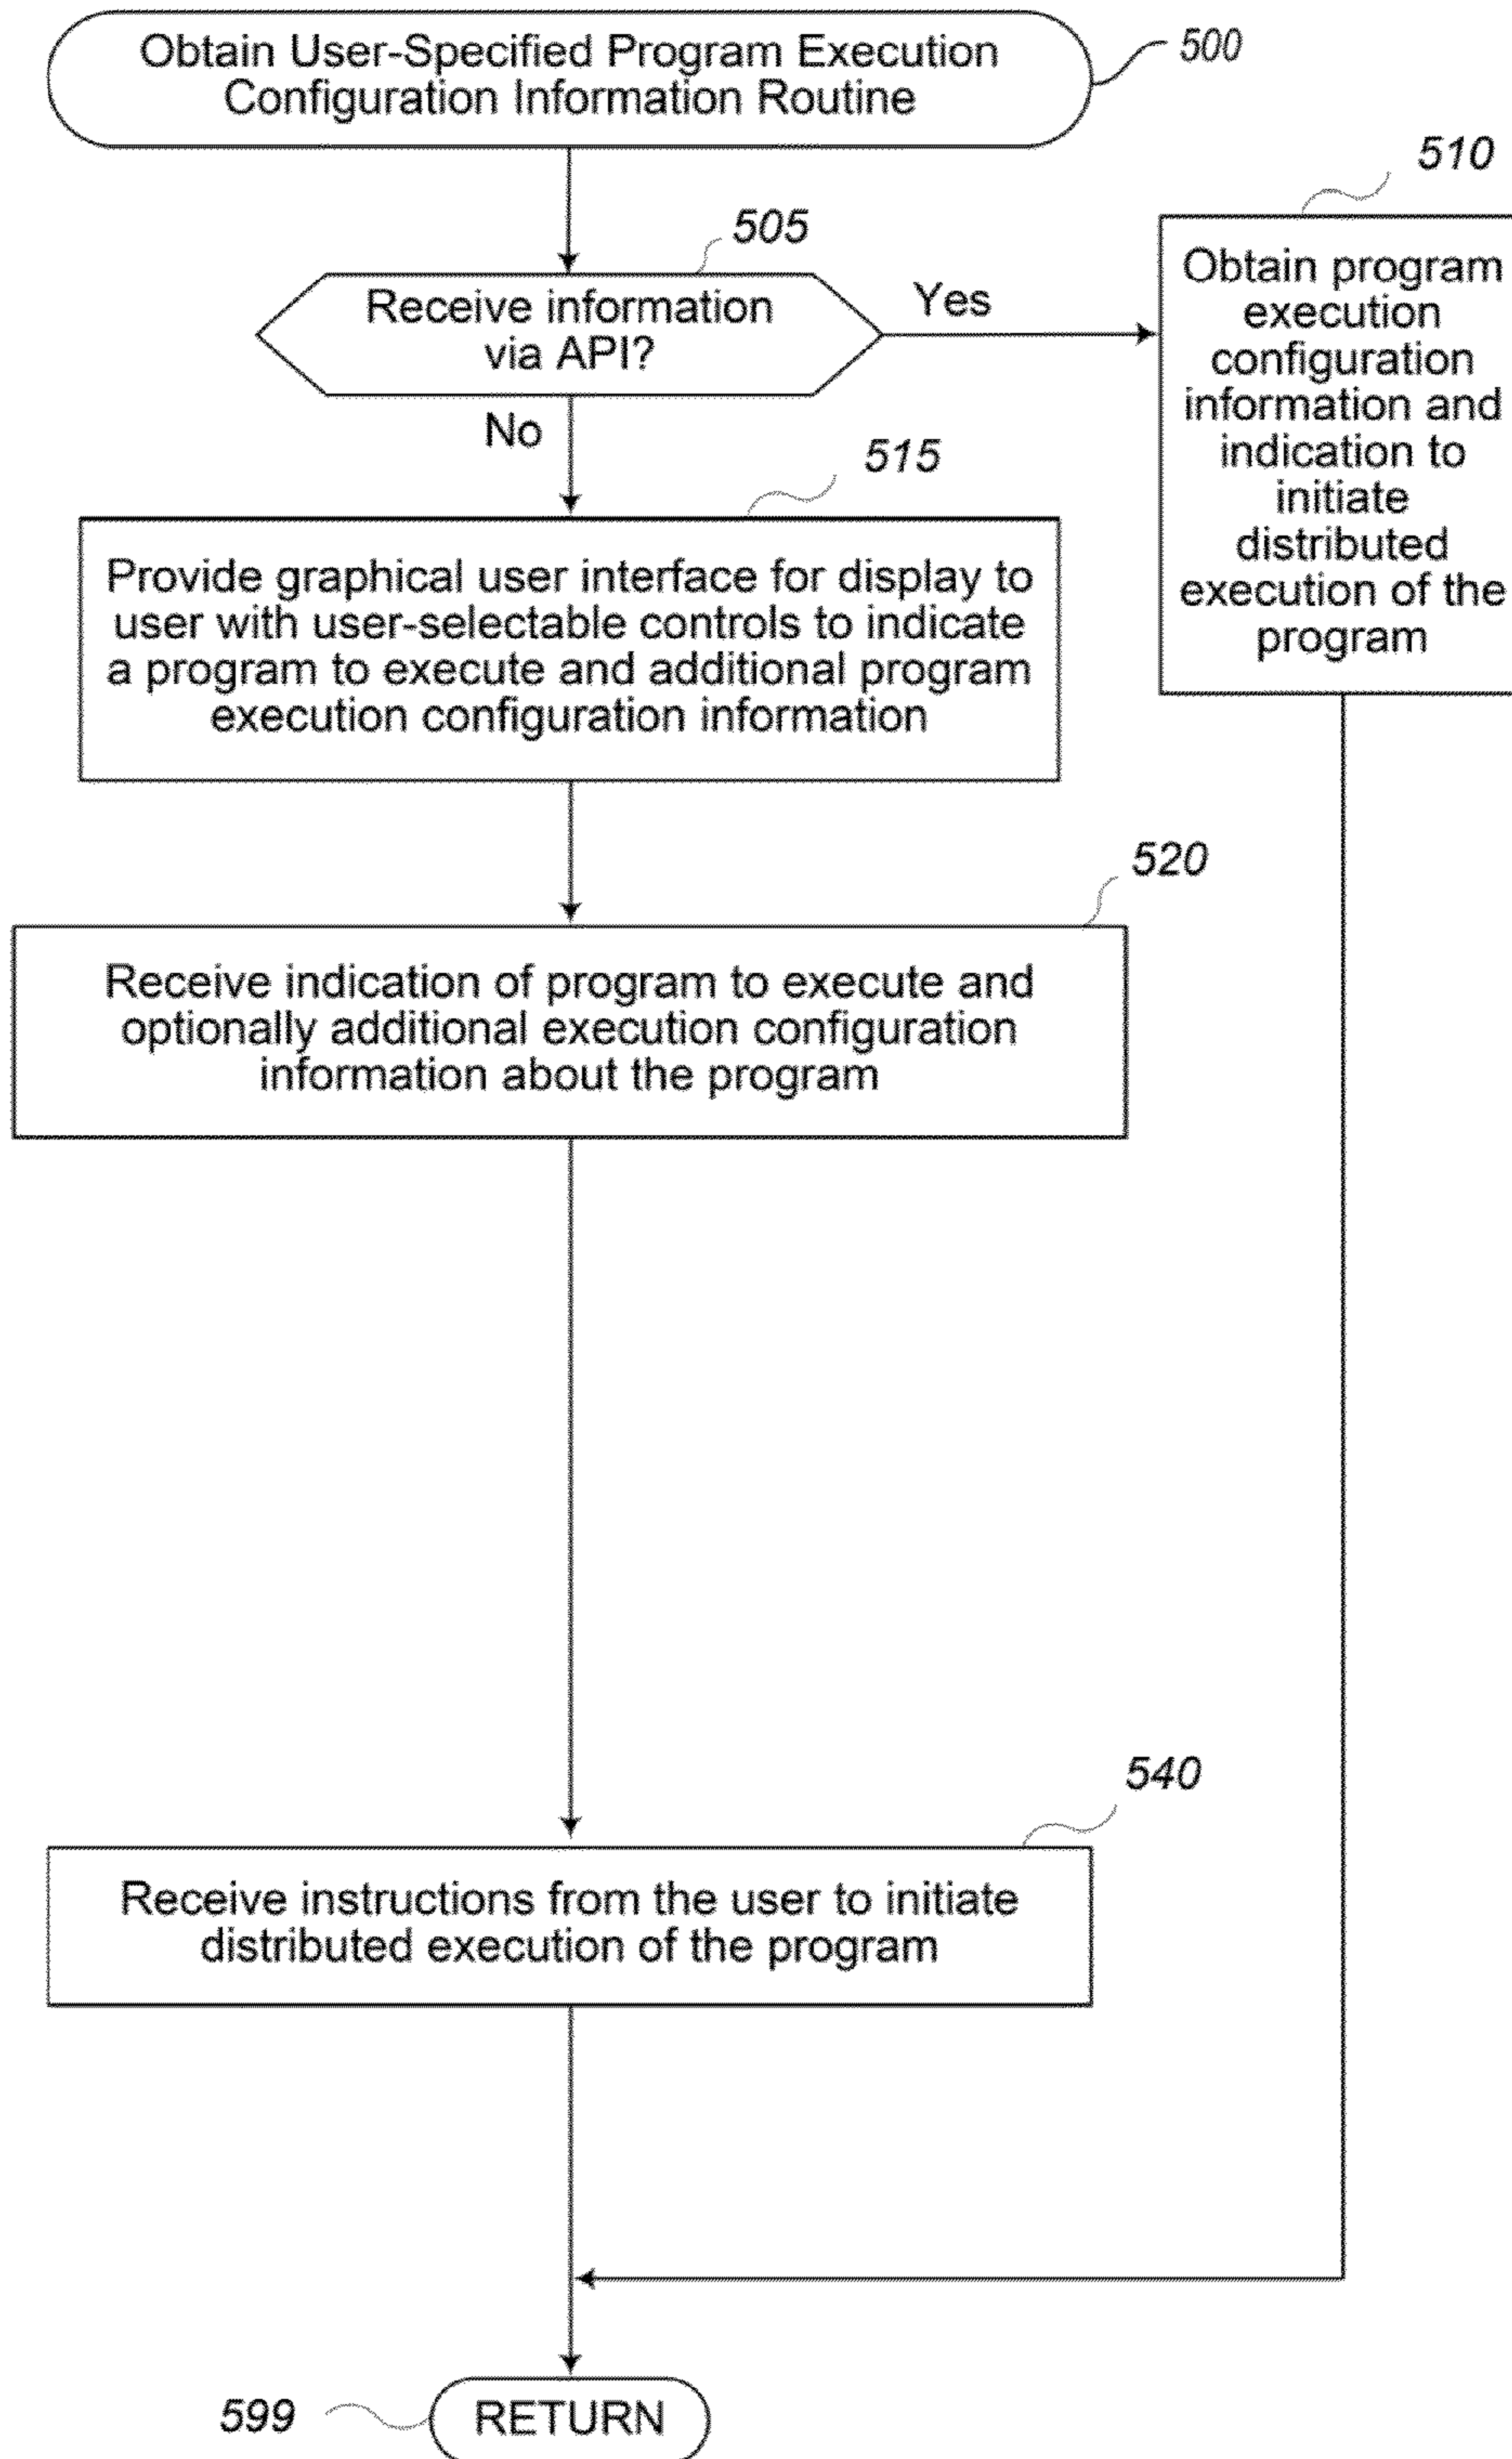 Obtain User-Specified Program Execution
Configuration Information Routine
500
505
Receive information
via API?
Yes
No
510
Obtain program
execution
configuration
information and
indication to
initiate
distributed
execution of the
program
515
Provide graphical user interface for display to
user with user-selectable controls to indicate
a program to execute and additional program
execution configuration information
520
Receive indication of program to execute and
optionally additional execution configuration
information about the program
540
Receive instructions from the user to initiate
distributed execution of the program
599
RETURN